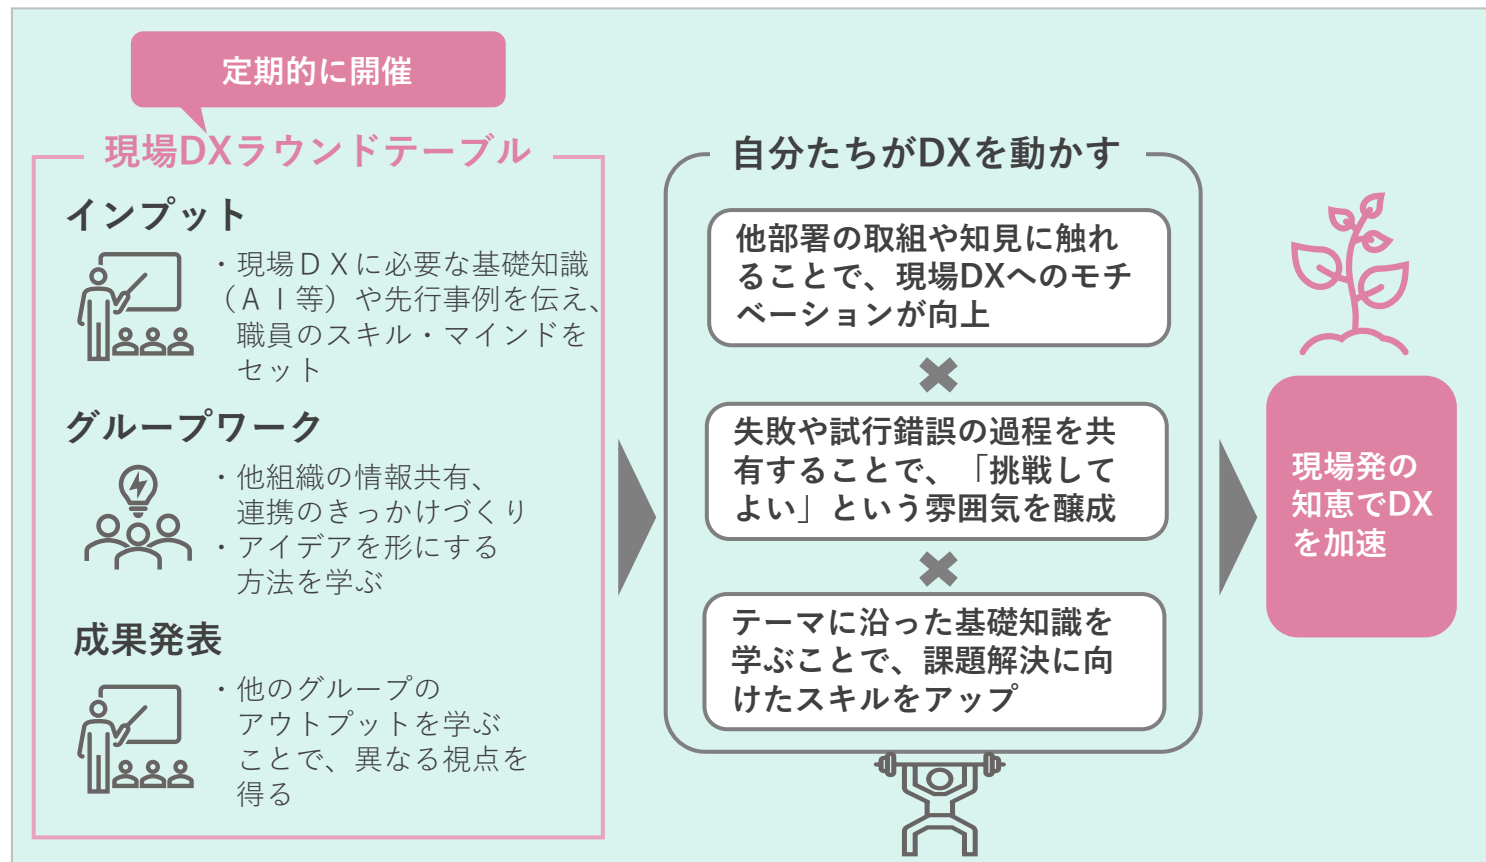 定期的に開催
現場DXラウンドテーブル
インプット
・現場ＤＸに必要な基礎知識
（ＡＩ等）や先行事例を伝え、
職員のスキル・マインドを
セット
グループワーク
・他組織の情報共有、
連携のきっかけづくり
・アイデアを形にする
方法を学ぶ
成果発表
・他のグループの
アウトプットを学ぶ
ことで、異なる視点を
得る
自分たちがDXを動かす
他部署の取組や知見に触れ
ることで、現場DXへのモチ
ベーションが向上
失敗や試行錯誤の過程を共
有することで、「挑戦して
よい」という雰囲気を醸成
テーマに沿った基礎知識を
学ぶことで、課題解決に向
けたスキルをアップ
現場発の
知恵でDX
を加速